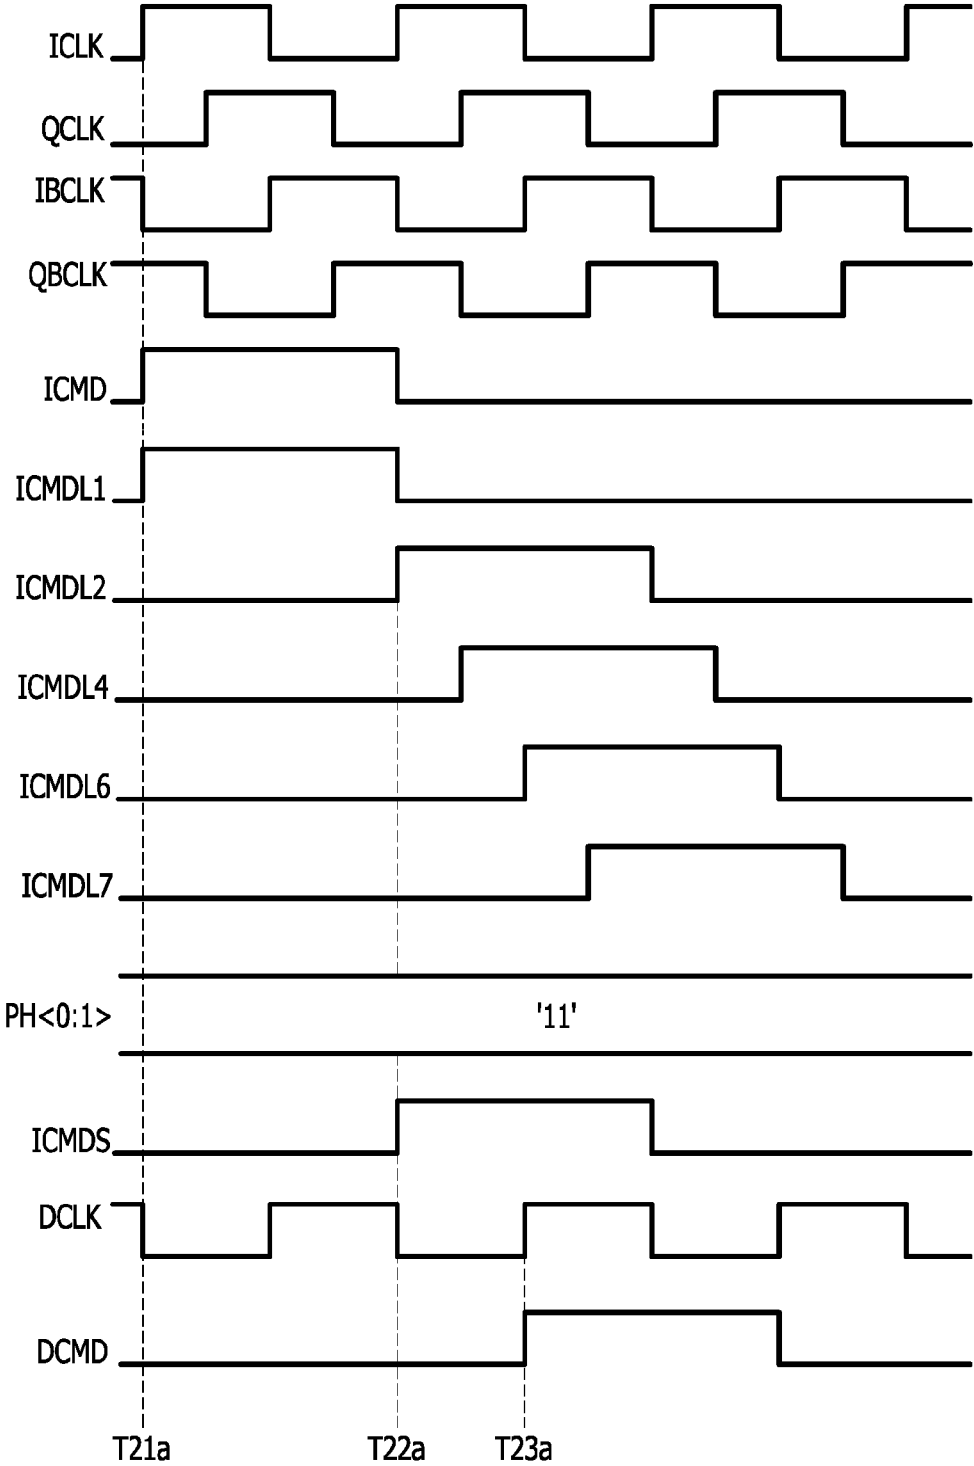 ICLK
QCLK
IBCLK
QBCLK
ICMD
ICMDL1
ICMDL2
ICMDL4
ICMDL6
ICMDL7
PH<0:1> '11'
ICMDS
DCLK
DCMD
T21a T22a T23a